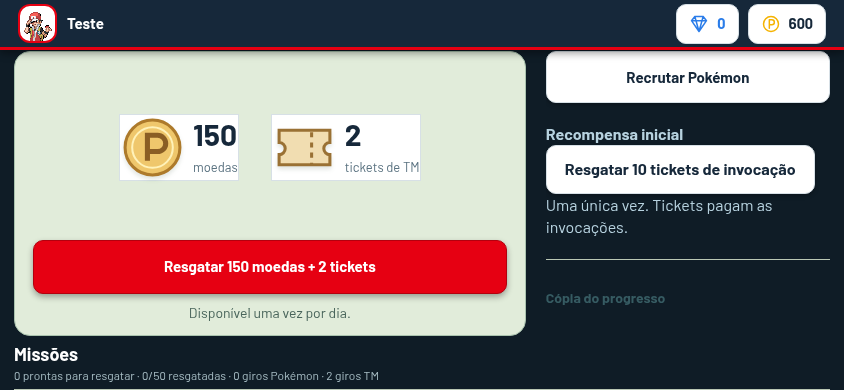 Teste
0
600
150
moedas
2
tickets de TM
Resgatar 150 moedas + 2 tickets
Disponível uma vez por dia.
Recrutar Pokémon
Recompensa inicial
Resgatar 10 tickets de invocação
Uma única vez. Tickets pagam as
invocações.
Cópia do progresso
Missões
0 prontas para resgatar · 0/50 resgatadas · 0 giros Pokémon · 2 giros TM